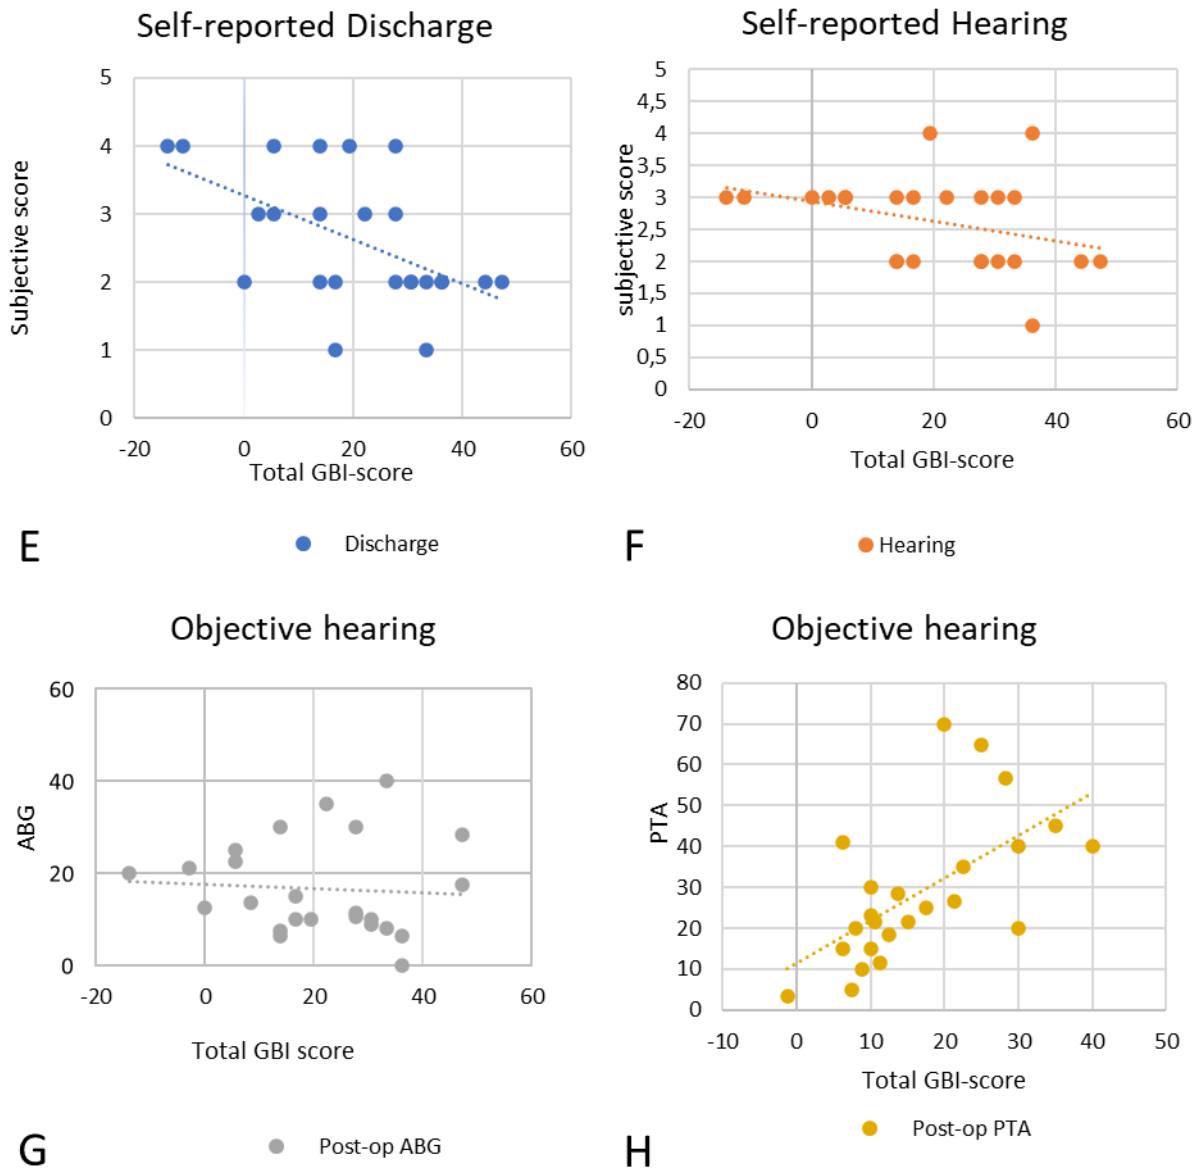 Self-reported Discharge
5
4
3
2
1
0
-20 0 20 40 60
Subjective score
Total GBI-score
E
Discharge
Self-reported Hearing
5
4,5
4
3,5
3
2,5
2
1,5
1
0,5
0
-20 0 20 40 60
subjective score
Total GBI-score
F
Hearing
Objective hearing
60
40
20
0
-20 0 20 40 60
ABG
Total GBI score
G
Post-op ABG
Objective hearing
80
70
60
50
40
30
20
10
0
-10 0 10 20 30 40 50
PTA
Total GBI-score
H
Post-op PTA